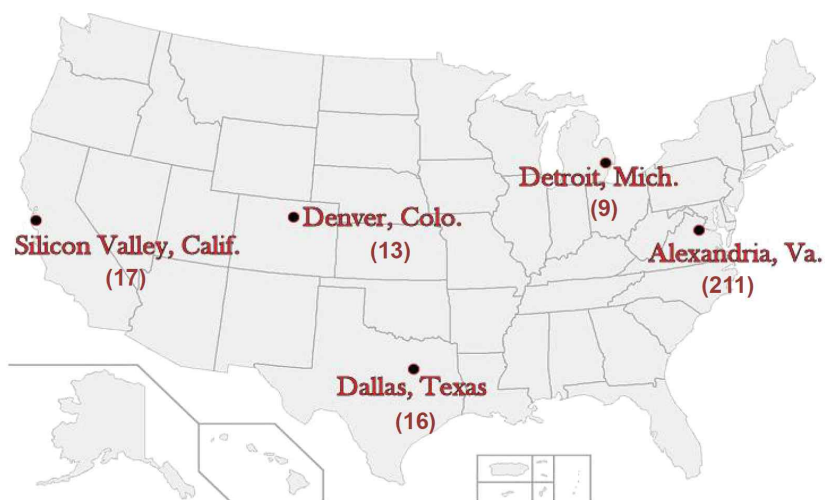 Detroit, Mich.
(9)
Denver, Colo.
(13)
Silicon Valley, Calif.
(17)
Alexandria, Va.
(211)
Dallas, Texas
(16)